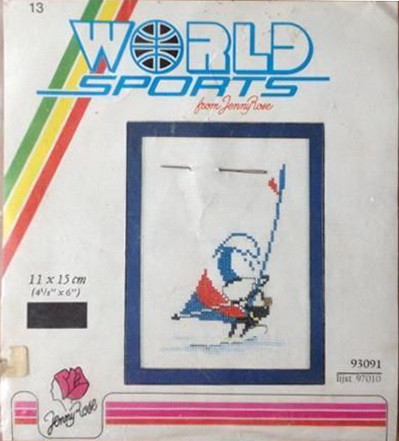 13
WORLD
SPORTS
from Jenny Rose
11 x 15 cm
(4½" x 6")
93091
lijst 97010
Jenny Rose